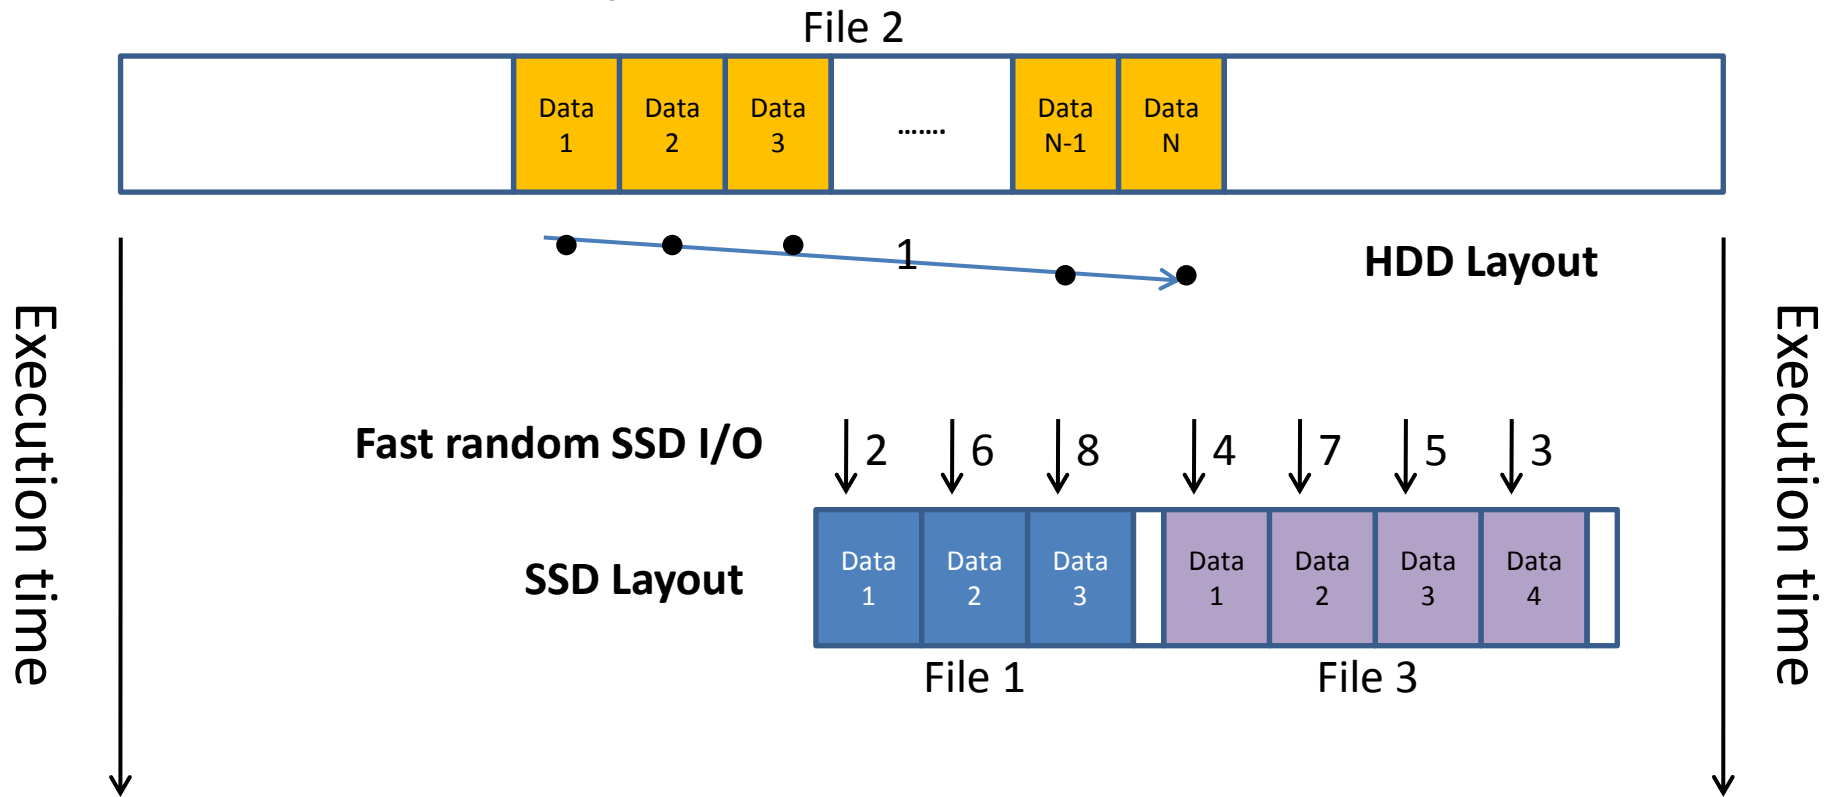 File 2
Data
1
Data
2
Data
3
.......
Data
N-1
Data
N
1
HDD Layout
Execution time
Execution time
Fast random SSD I/O
2
6
8
4
7
5
3
SSD Layout
Data
1
Data
2
Data
3
Data
1
Data
2
Data
3
Data
4
File 1
File 3